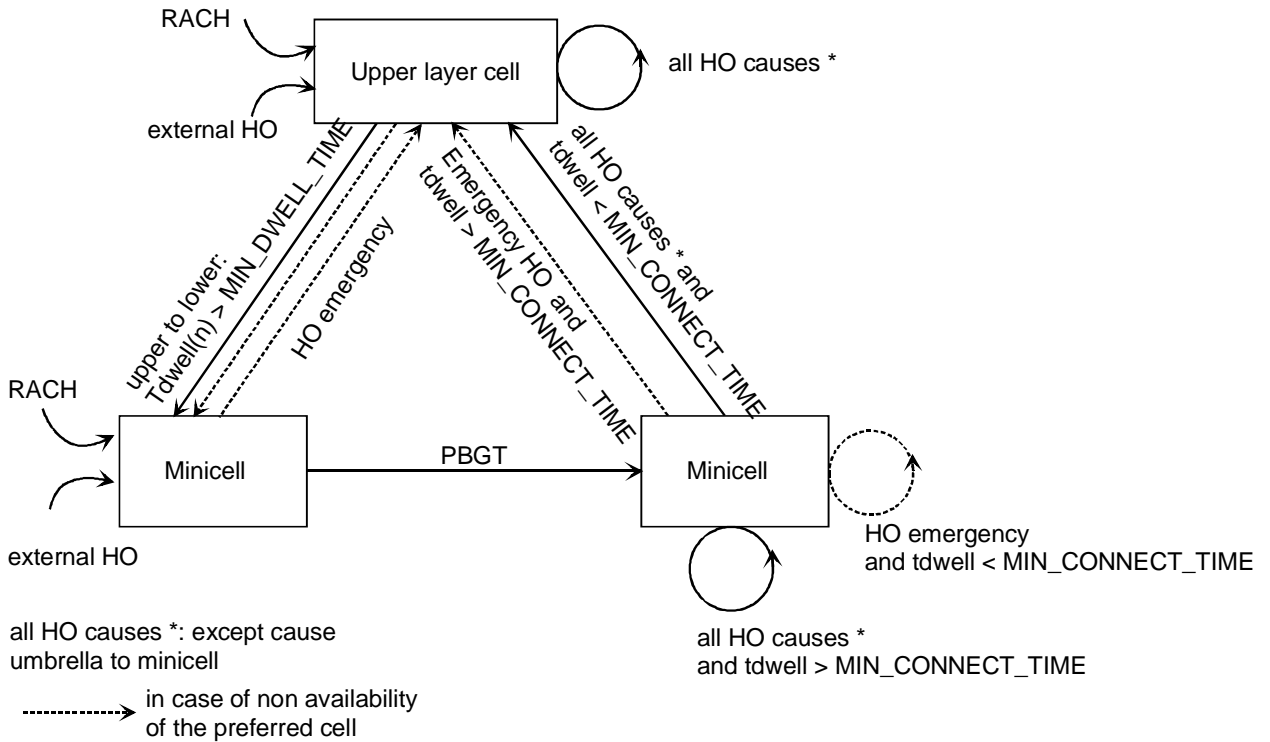 RACH
Upper layer cell
all HO causes *
external HO
upper to lower:
Tdwell(n) > MIN_DWELL_TIME
HO emergency
Emergency HO and
tdwell > MIN_CONNECT_TIME
all HO causes * and
tdwell < MIN_CONNECT_TIME
RACH
Minicell
PBGT
Minicell
external HO
HO emergency
and tdwell < MIN_CONNECT_TIME
all HO causes *
and tdwell > MIN_CONNECT_TIME
all HO causes *: except cause
umbrella to minicell
in case of non availability
of the preferred cell